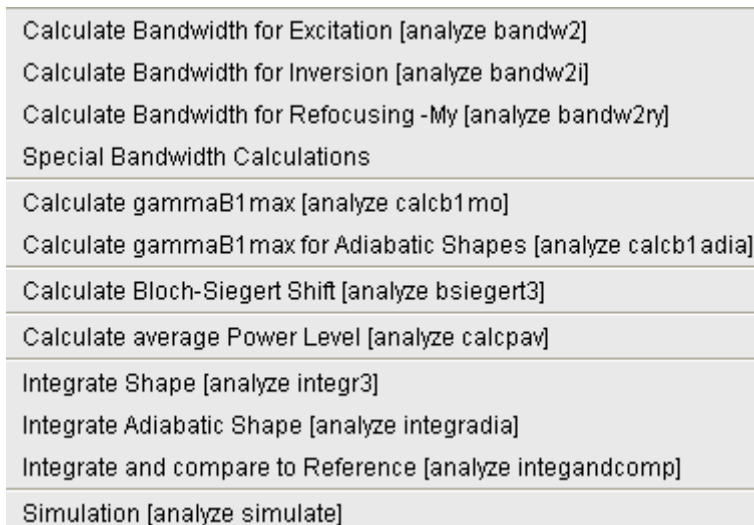 Calculate Bandwidth for Excitation [analyze bandw2]
Calculate Bandwidth for Inversion [analyze bandw2i]
Calculate Bandwidth for Refocusing -My [analyze bandw2ry]
Special Bandwidth Calculations
Calculate gammaB1max [analyze calcb1mo]
Calculate gammaB1max for Adiabatic Shapes [analyze calcb1adia]
Calculate Bloch-Siegert Shift [analyze bsiegert3]
Calculate average Power Level [analyze calcpav]
Integrate Shape [analyze integr3]
Integrate Adiabatic Shape [analyze integradia]
Integrate and compare to Reference [analyze integandcomp]
Simulation [analyze simulate]